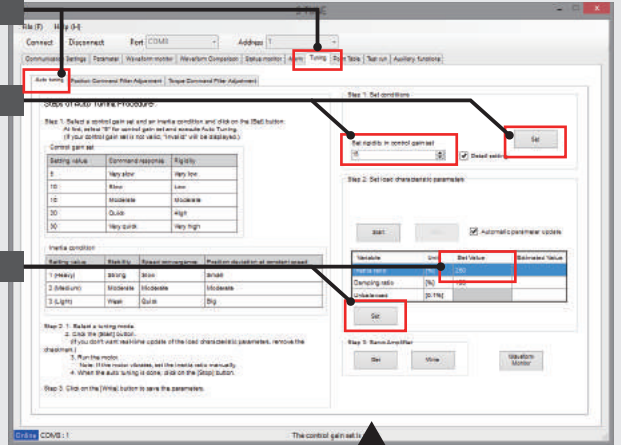 S-TUNE
File (F) Help (H)
Connect Disconnect Port COM3 Address 1
Communication Settings Parameter Waveform monitor Waveform Comparison Status monitor Alarm Tuning Point Table Test run Auxiliary functions
Auto tuning Position Command Filter Adjustment Torque Command Filter Adjustment
Steps of Auto Tuning Procedure
Step 1. Select a control gain set and an inertia condition and click on the [Set] button.
At first, select "5" for control gain set and execute Auto Tuning.
(If your control gain set is not valid, "Invalid" will be displayed.)
Control gain set
Setting value Command response Rigidity
5 Very slow Very low
10 Slow Low
15 Moderate Moderate
20 Quick High
30 Very quick Very high
Inertia condition
Setting value Stability Speed convergence Position deviation at constant speed
1 (Heavy) Strong Slow Small
2 (Medium) Moderate Moderate Moderate
3 (Light) Weak Quick Big
Step 2. 1. Select a tuning mode.
2. Click the [Start] button.
(If you don't want real-time update of the load characteristic parameters, remove the
checkmark.)
3. Run the motor.
Note: If the motor vibrates, set the inertia ratio manually.
4. When the auto tuning is done, click on the [Stop] button.
Step 3. Click on the [Write] button to save the parameters.
Step 1. Set conditions
Set rigidity in control gain set
15
Detail setting
Set
Step 2. Set load characteristic parameters
Start
Automatic parameter update
Variable Unit Set Value Estimated Value
Inertia ratio [%] 250
Damping ratio [%] 100
Unbalanced [0.1%]
Set
Step 3. Servo Amplifier
Write
Waveform
Monitor
Online COM3 : 1 The control gain set is